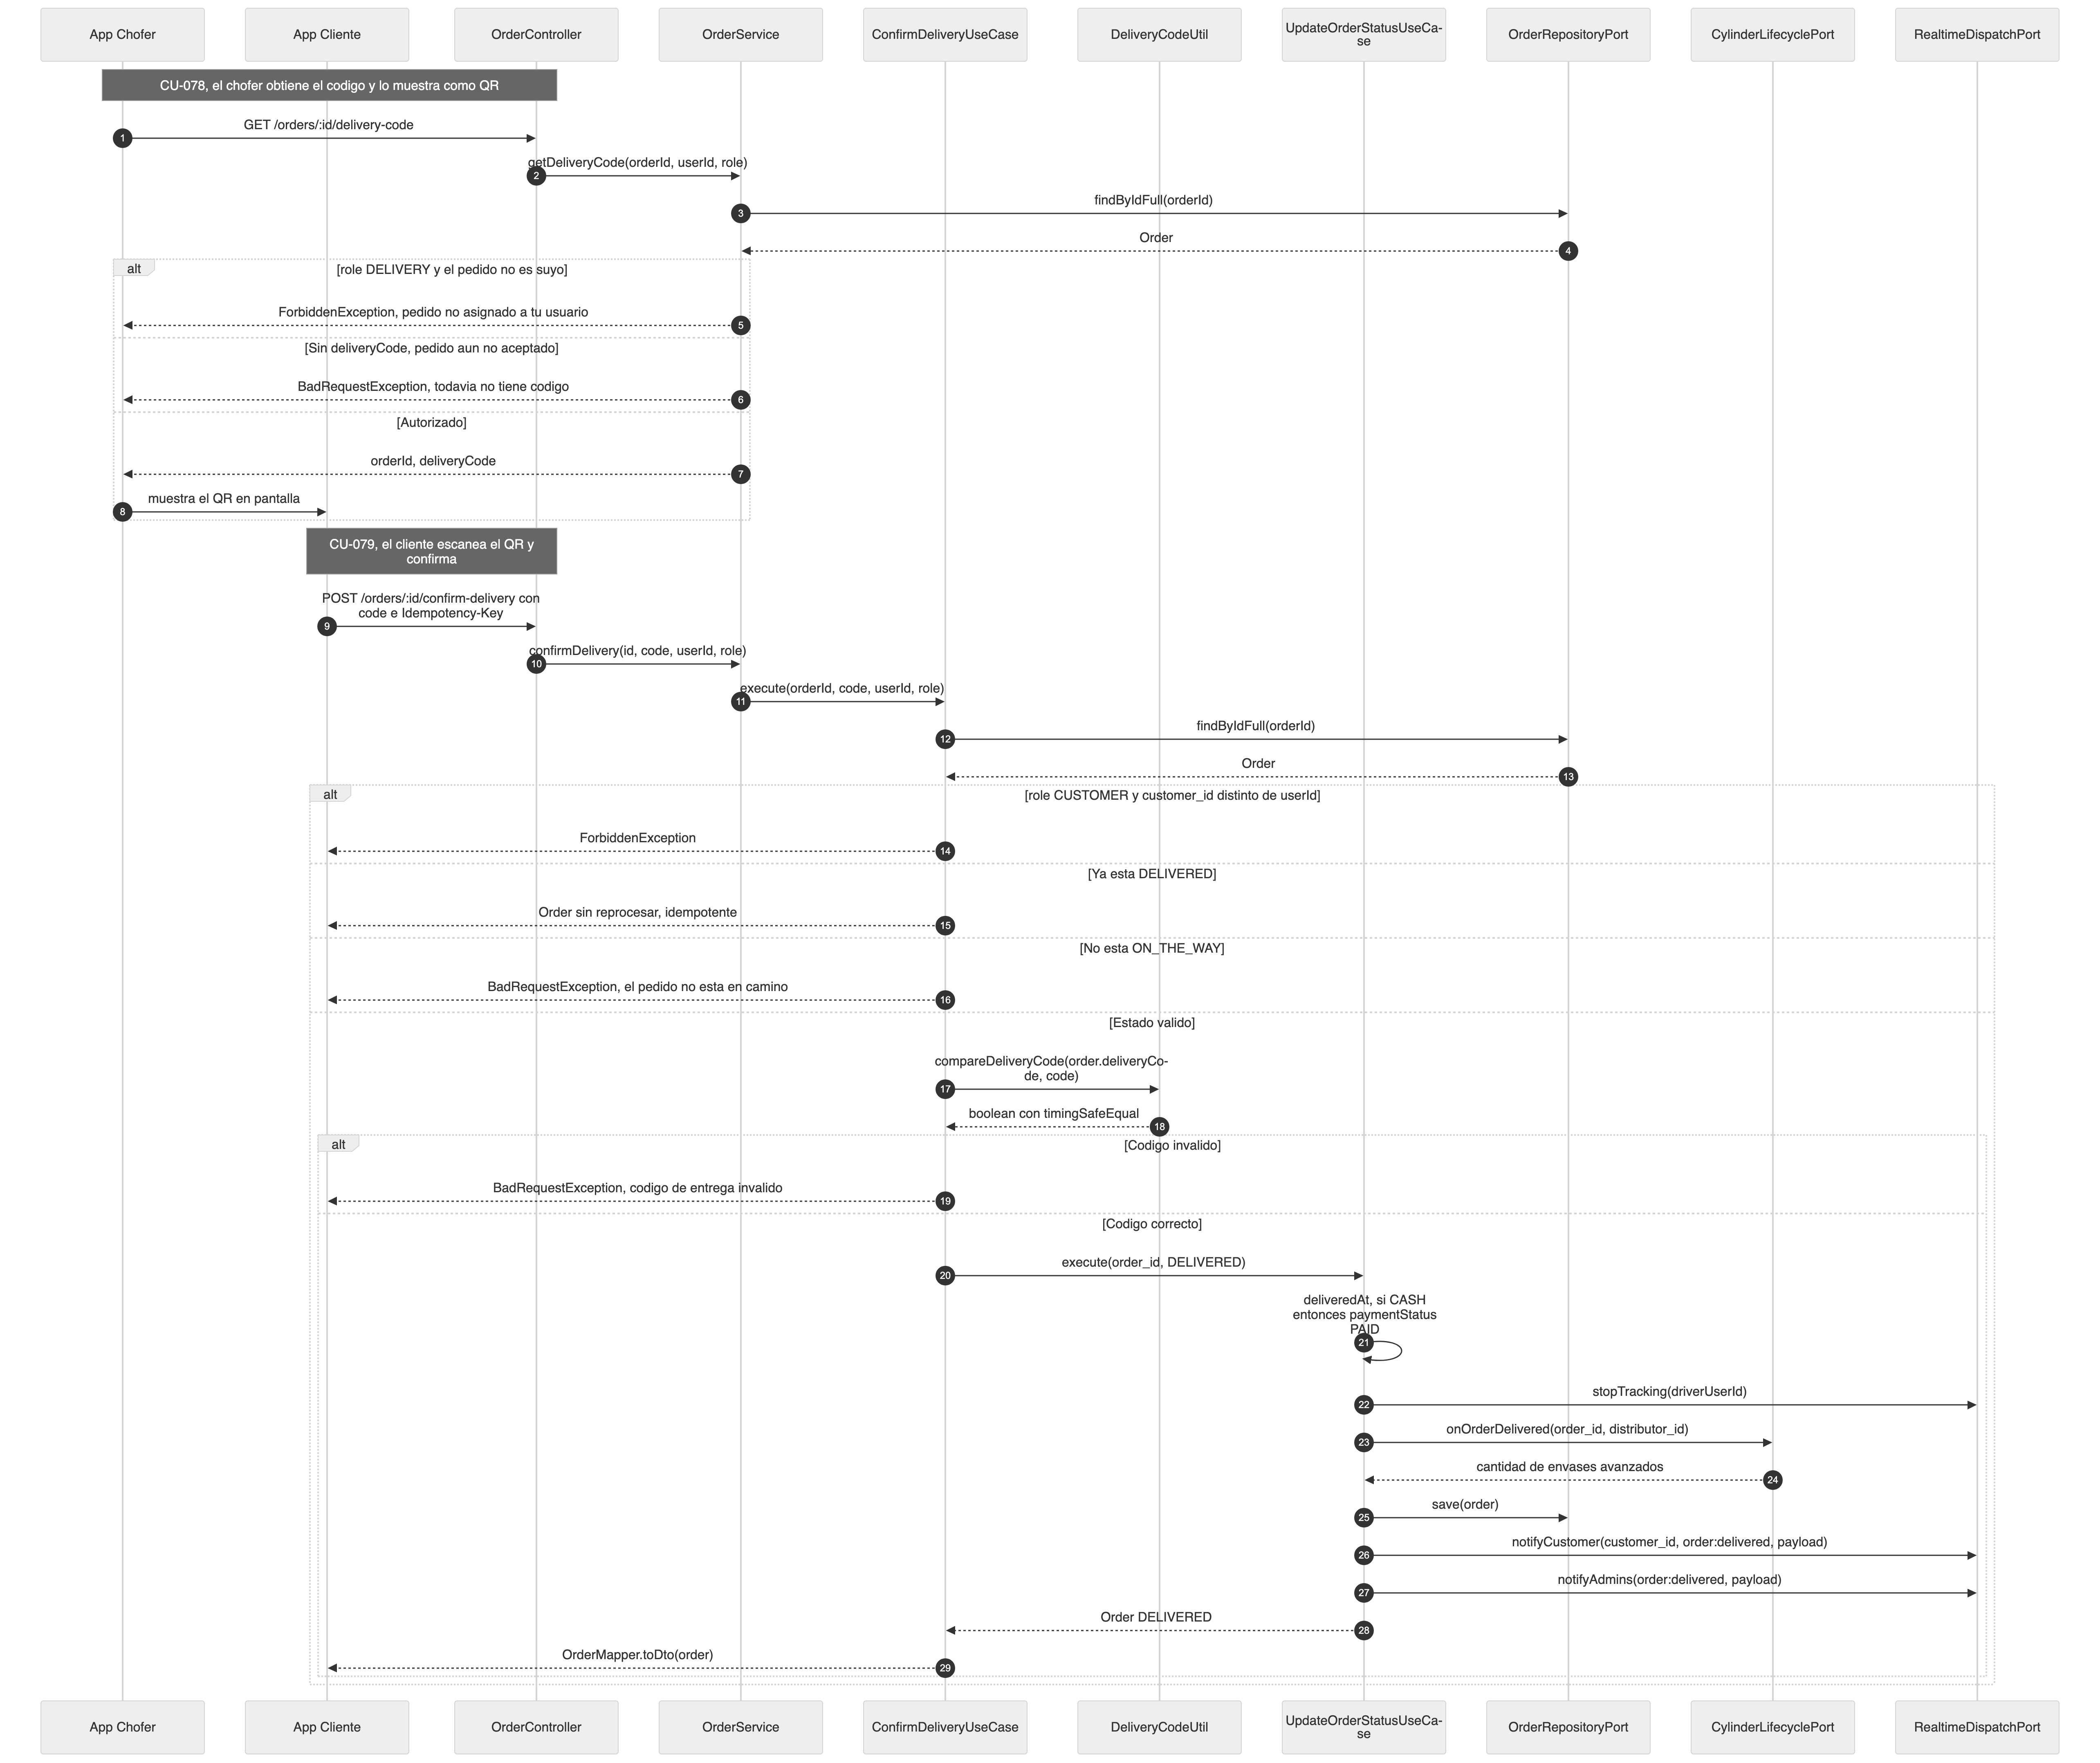 App Chofer
App Cliente
OrderController
OrderService
ConfirmDeliveryUseCase
DeliveryCodeUtil
UpdateOrderStatusUseCa-
se
OrderRepositoryPort
CylinderLifecyclePort
RealtimeDispatchPort
CU-078, el chofer obtiene el codigo y lo muestra como QR
GET /orders/:id/delivery-code
1
getDeliveryCode(orderId, userId, role)
2
findByIdFull(orderId)
3
Order
4
alt
[role DELIVERY y el pedido no es suyo]
ForbiddenException, pedido no asignado a tu usuario
5
[Sin deliveryCode, pedido aun no aceptado]
BadRequestException, todavia no tiene codigo
6
[Autorizado]
orderId, deliveryCode
7
muestra el QR en pantalla
8
CU-079, el cliente escanea el QR y
confirma
POST /orders/:id/confirm-delivery con
code e Idempotency-Key
9
confirmDelivery(id, code, userId, role)
10
execute(orderId, code, userId, role)
11
findByIdFull(orderId)
12
Order
13
alt
[role CUSTOMER y customer_id distinto de userId]
ForbiddenException
14
[Ya esta DELIVERED]
Order sin reprocesar, idempotente
15
[No esta ON_THE_WAY]
BadRequestException, el pedido no esta en camino
16
[Estado valido]
compareDeliveryCode(order.deliveryCo-
de, code)
17
boolean con timingSafeEqual
18
alt
[Codigo invalido]
BadRequestException, codigo de entrega invalido
19
[Codigo correcto]
execute(order_id, DELIVERED)
20
deliveredAt, si CASH
entonces paymentStatus
PAID
21
stopTracking(driverUserId)
22
onOrderDelivered(order_id, distributor_id)
23
cantidad de envases avanzados
24
save(order)
25
notifyCustomer(customer_id, order:delivered, payload)
26
notifyAdmins(order:delivered, payload)
27
Order DELIVERED
28
OrderMapper.toDto(order)
29
App Chofer
App Cliente
OrderController
OrderService
ConfirmDeliveryUseCase
DeliveryCodeUtil
UpdateOrderStatusUseCa-
se
OrderRepositoryPort
CylinderLifecyclePort
RealtimeDispatchPort